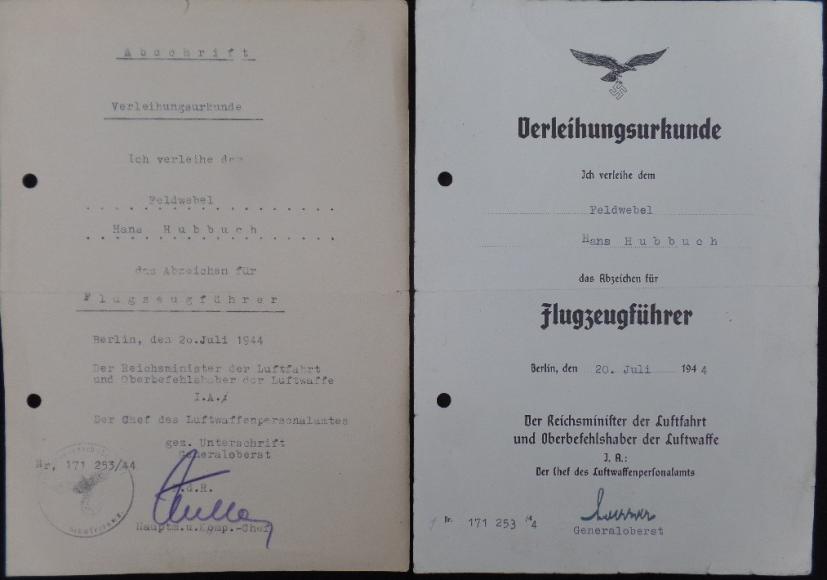 Abschrift
Verleihungsurkunde
Ich verleihe dem
Feldwebel
Hans Hubbuch
das Abzeichen für
Flugzeugführer
Berlin, den 20.Juli 1944
Der Reichsminister der Luftfahrt
und Oberbefehlshaber der Luftwaffe
I.A.
Der Chef des Luftwaffenpersonalamtes
gez. Unterschrift
Generaloberst
Nr. 171 253/44
.d.R.
Hauptm.u.Komp.-Chef
Verleihungsurkunde
Ich verleihe dem
Feldwebel
Hans Hubbuch
das Abzeichen für
Flugzeugführer
Berlin, den 20. Juli 1944
Der Reichsminister der Luftfahrt
und Oberbefehlshaber der Luftwaffe
J. A.:
Der Chef des Luftwaffenpersonalamts
Nr. 171 253 /44
Generaloberst